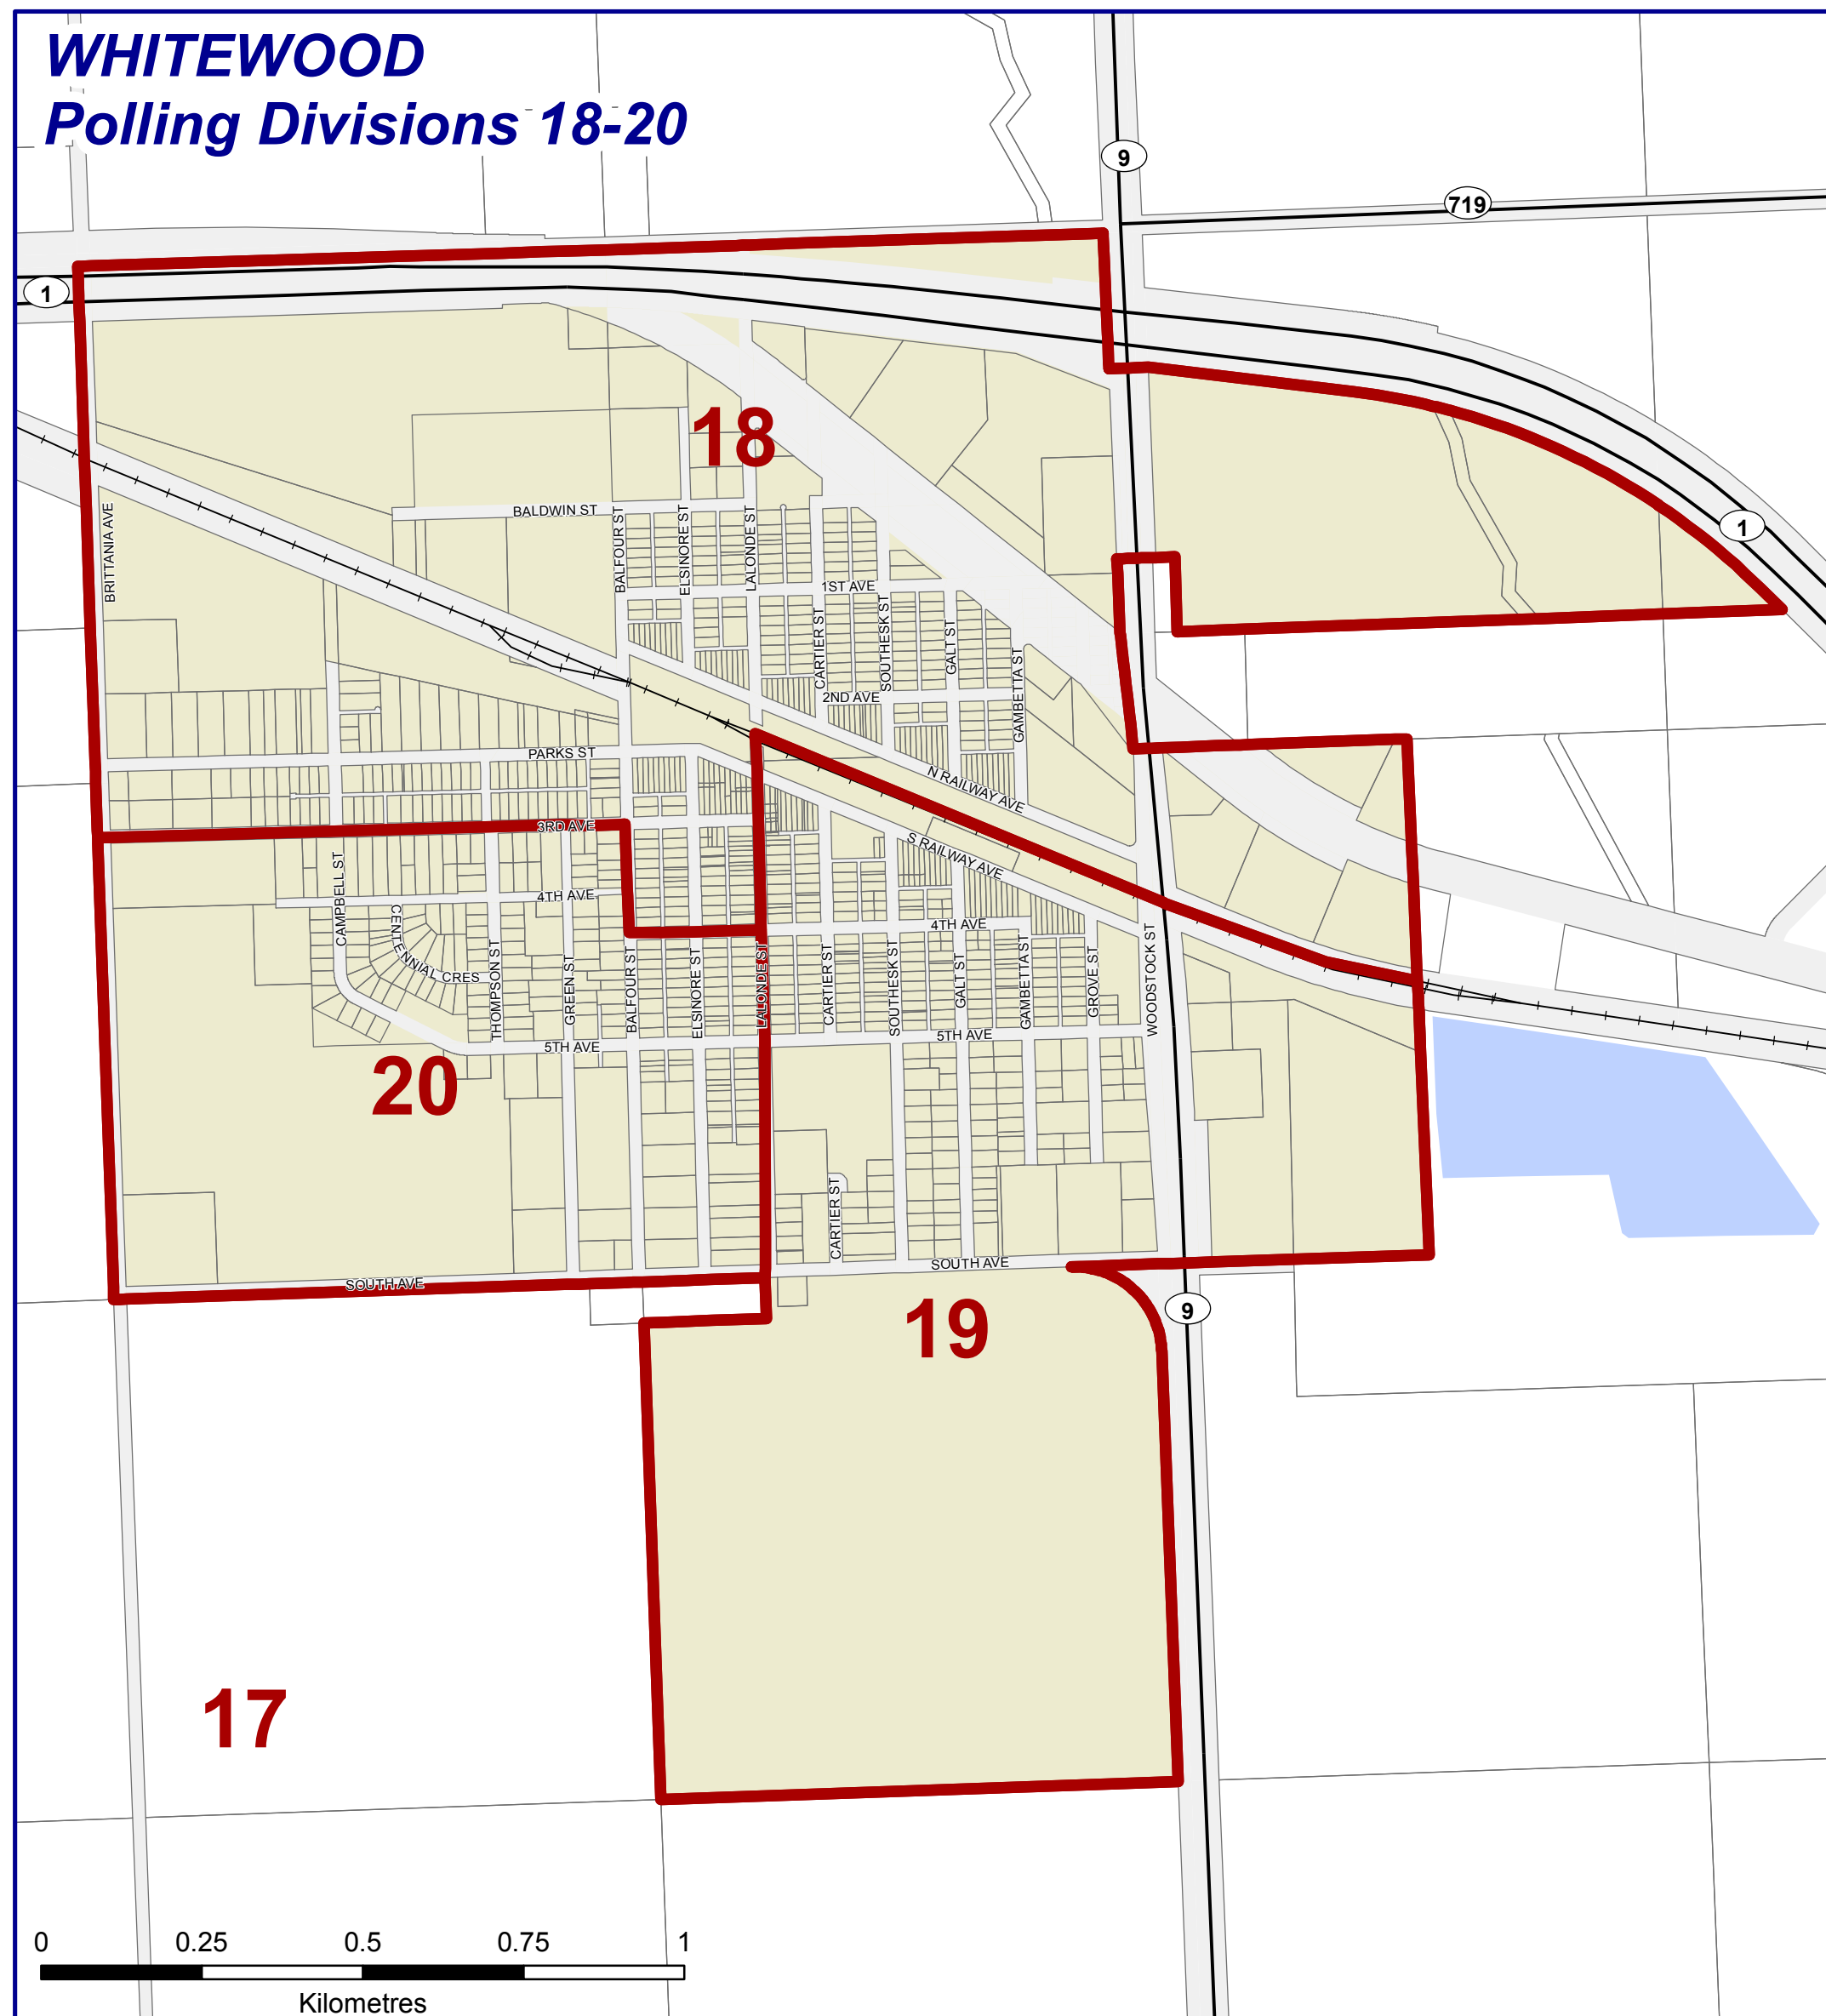 WHITEWOOD
Polling Divisions 18-20
9
719
1
18
BALDWIN ST
BRITTANIA AVE
BALFOUR ST
ELSINORE ST
LALONDE ST
1
1ST AVE
CARTIER ST
SOUTHESK ST
GALT ST
GAMBETTA ST
2ND AVE
PARKS ST
N RAILWAY AVE
3RD AVE
S RAILWAY AVE
CAMPBELL ST
4TH AVE
CENTENNIAL CRES
4TH AVE
THOMPSON ST
GREEN ST
BALFOUR ST
ELSINORE ST
LALONDE ST
CARTIER ST
SOUTHESK ST
GALT ST
GAMBETTA ST
GROVE ST
WOODSTOCK ST
5TH AVE
5TH AVE
20
CARTIER ST
SOUTH AVE
SOUTH AVE
19
9
17
0 0.25 0.5 0.75 1
Kilometres